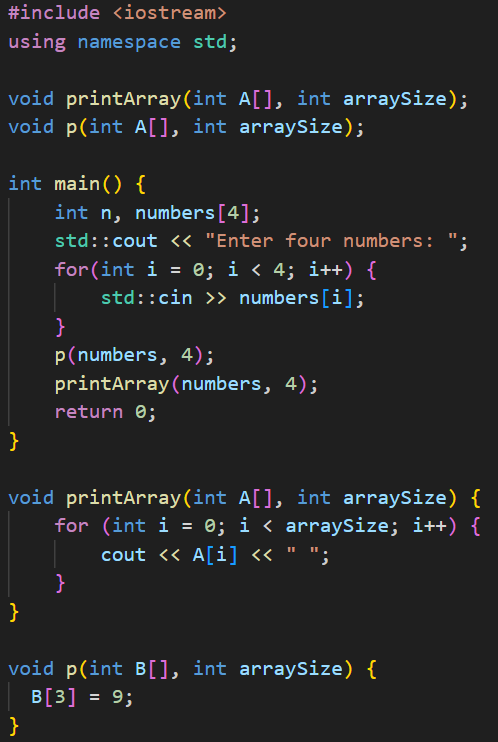 #include <iostream>
using namespace std;

void printArray(int A[], int arraySize);
void p(int A[], int arraySize);

int main() {
    int n, numbers[4];
    std::cout << "Enter four numbers: ";
    for(int i = 0; i < 4; i++) {
        std::cin >> numbers[i];
    }
    p(numbers, 4);
    printArray(numbers, 4);
    return 0;
}

void printArray(int A[], int arraySize) {
    for (int i = 0; i < arraySize; i++) {
        cout << A[i] << " ";
    }
}

void p(int B[], int arraySize) {
  B[3] = 9;
}